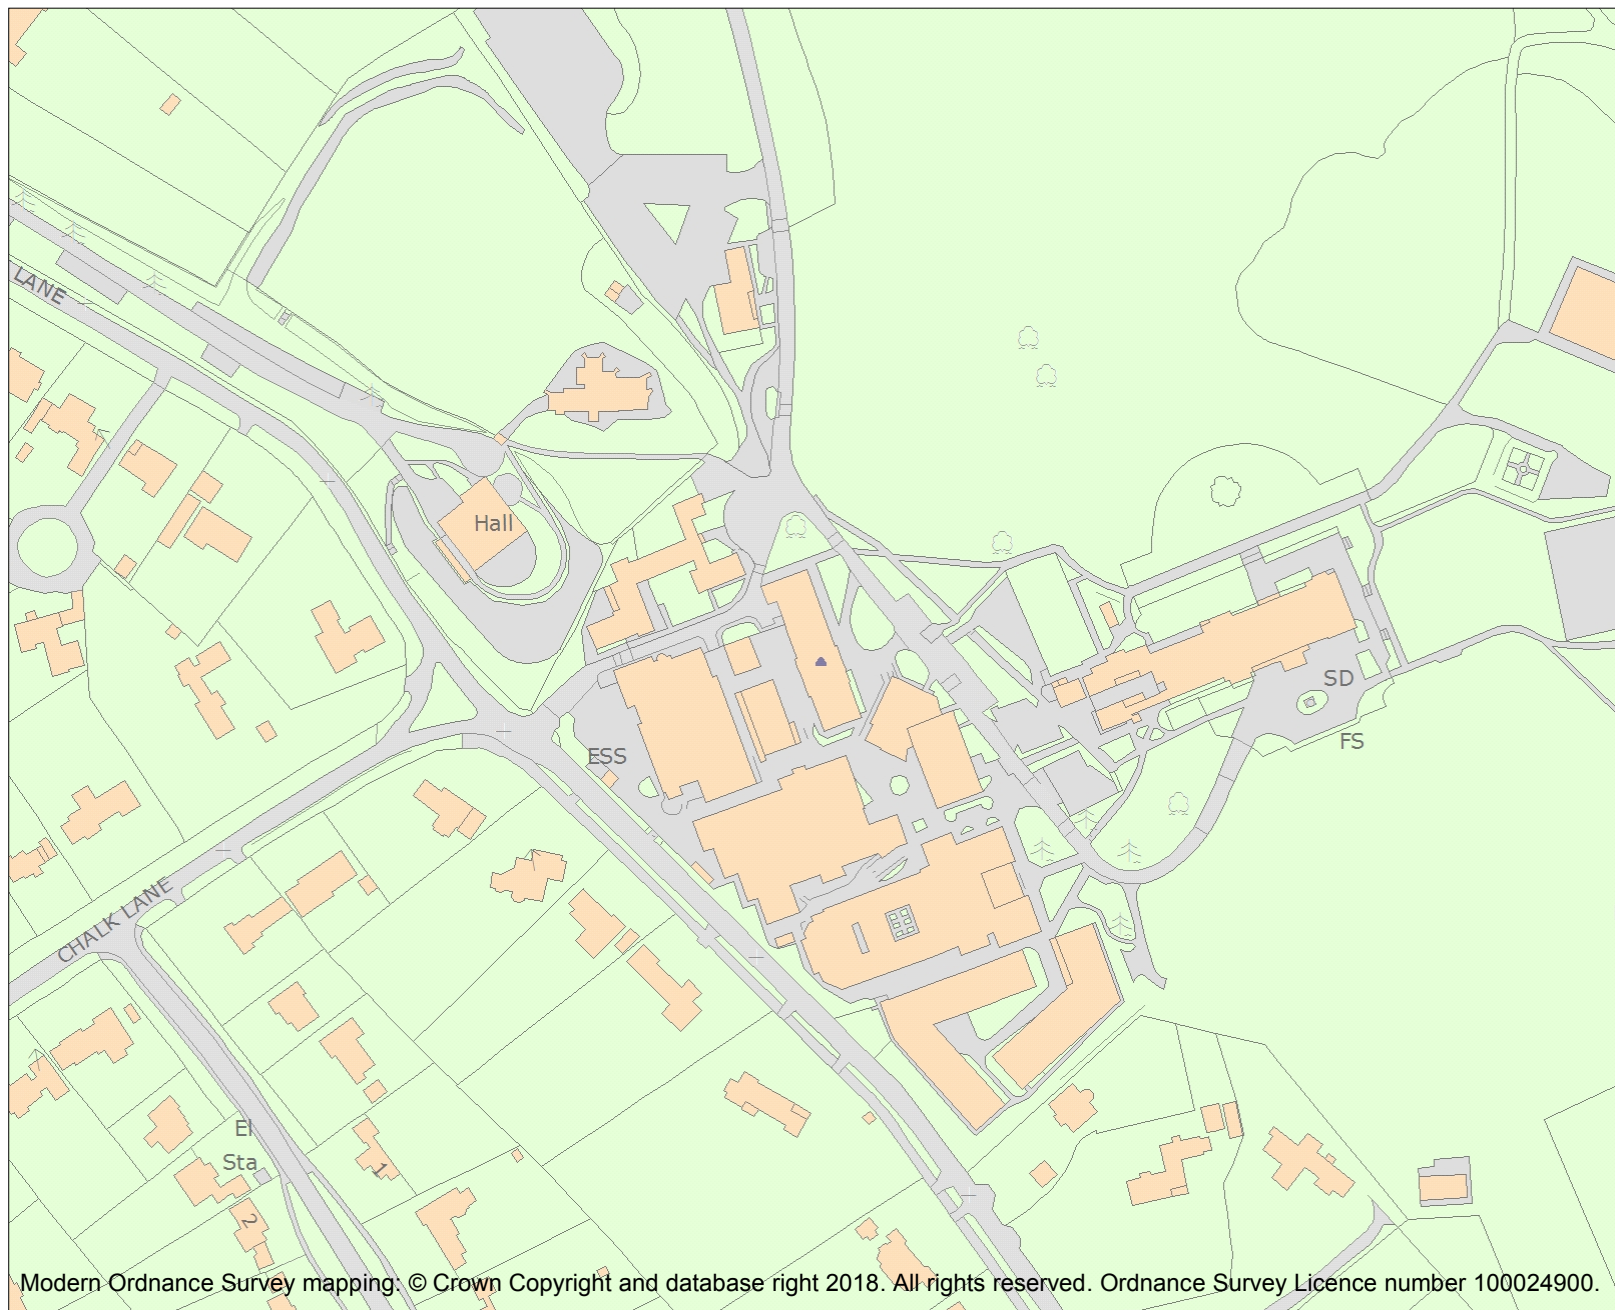 LANE
Hall
SD
FS
ESS
CHALK LANE
El
Sta
1
2
Modern Ordnance Survey mapping: © Crown Copyright and database right 2018. All rights reserved. Ordnance Survey Licence number 100024900.